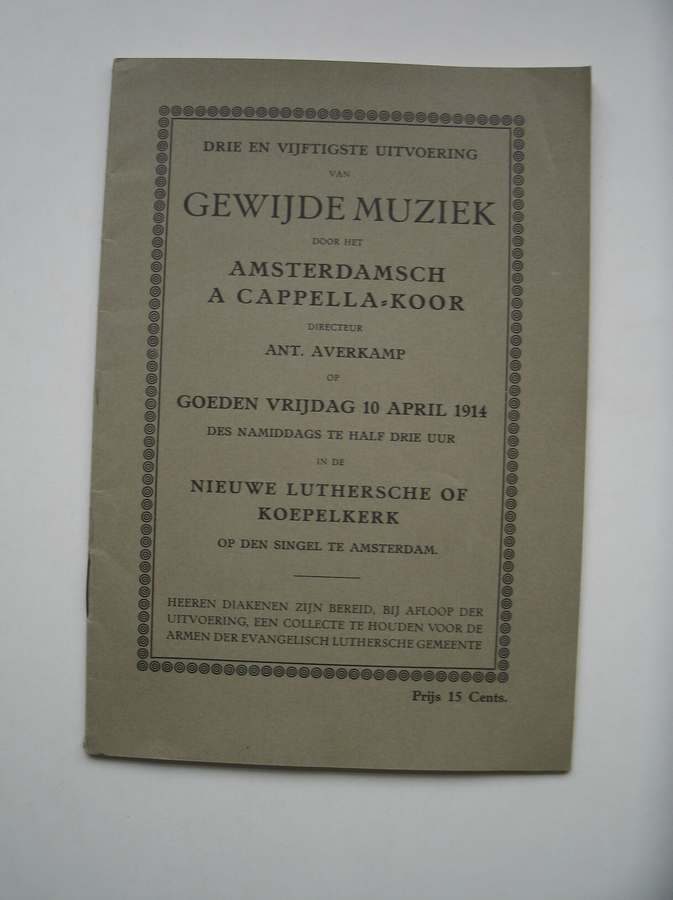 DRIE EN VIJFTIGSTE UITVOERING
VAN
GEWIJDE MUZIEK
DOOR HET
AMSTERDAMSCH
A CAPPELLA=KOOR
DIRECTEUR
ANT. AVERKAMP
OP
GOEDEN VRIJDAG 10 APRIL 1914
DES NAMIDDAGS TE HALF DRIE UUR
IN DE
NIEUWE LUTHERSCHE OF
KOEPELKERK
OP DEN SINGEL TE AMSTERDAM.
HEEREN DIAKENEN ZIJN BEREID, BIJ AFLOOP DER
UITVOERING, EEN COLLECTE TE HOUDEN VOOR DE
ARMEN DER EVANGELISCH LUTHERSCHE GEMEENTE
Prijs 15 Cents.